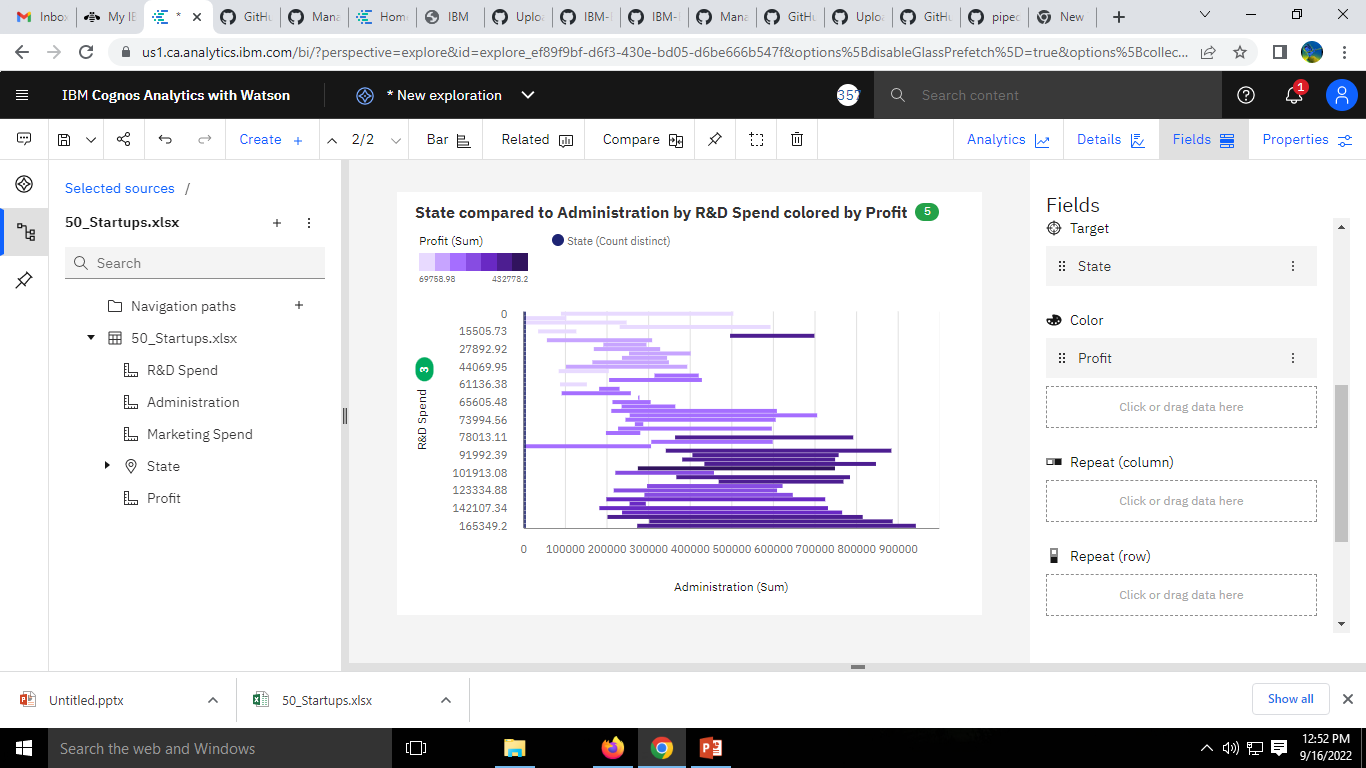 Inbox
My IB
*
GitHu
Mana
Home
IBM
Uploa
IBM-I
IBM-I
Mana
GitHu
Uploa
GitHu
piped
New
us1.ca.analytics.ibm.com/bi/?perspective=explore&id=explore_ef89f9bf-d6f3-430e-bd05-d6be666b547f&options%5BdisableGlassPrefetch%5D=true&options%5Bcollec...
IBM Cognos Analytics with Watson
* New exploration
357
Search content
1
Create +
2/2
Bar
Related
Compare
Analytics
Details
Fields
Properties
Selected sources /
50_Startups.xlsx
Search
Navigation paths
50_Startups.xlsx
R&D Spend
Administration
Marketing Spend
State
Profit
State compared to Administration by R&D Spend colored by Profit 5
Profit (Sum)
State (Count distinct)
69758.98 432778.2
0
15505.73
27892.92
44069.95
61136.38
65605.48
73994.56
78013.11
91992.39
101913.08
123334.88
142107.34
165349.2
3
R&D Spend
0 100000 200000 300000 400000 500000 600000 700000 800000 900000
Administration (Sum)
Fields
Target
State
Color
Profit
Click or drag data here
Repeat (column)
Click or drag data here
Repeat (row)
Click or drag data here
Untitled.pptx
50_Startups.xlsx
Show all
Search the web and Windows
12:52 PM
9/16/2022